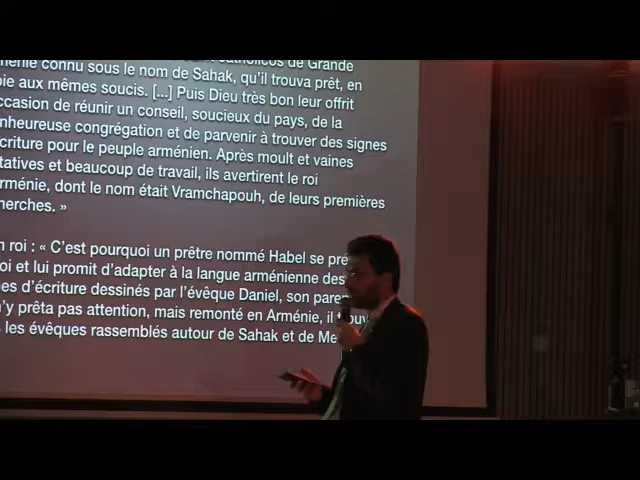 catholicos de Grande
ménie connu sous le nom de Sahak, qu'il trouva prêt, en
pie aux mêmes soucis. [...] Puis Dieu très bon leur offrit
ccasion de réunir un conseil, soucieux du pays, de la
nheureuse congrégation et de parvenir à trouver des signes
criture pour le peuple arménien. Après moult et vaines
tatives et beaucoup de travail, ils avertirent le roi
rménie, dont le nom était Vramchapouh, de leurs premières
herches. »
n roi : « C'est pourquoi un prêtre nommé Habel se pré
oi et lui promit d'adapter à la langue arménienne des
es d'écriture dessinés par l'évêque Daniel, son paren
u'y prêta pas attention, mais remonté en Arménie, il trouv
s les évêques rassemblés autour de Sahak et de Me